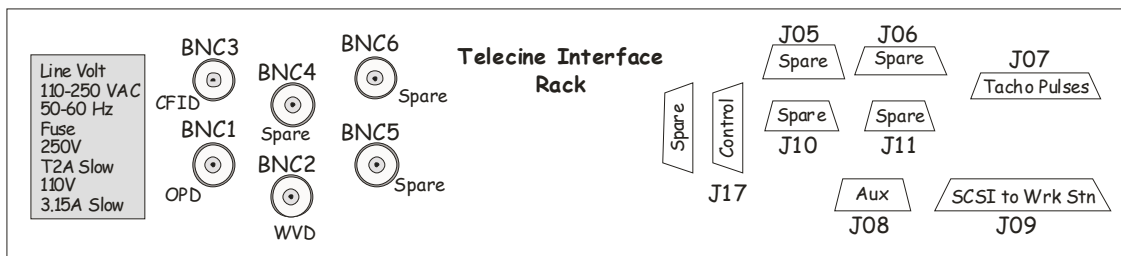 Line Volt
110-250 VAC
50-60 Hz
Fuse
250V
T2A Slow
110V
3.15A Slow
BNC3
CFID
BNC1
OPD
BNC4
Spare
BNC2
WVD
BNC6
Spare
BNC5
Spare
Telecine Interface
Rack
Spare
Control
J17
J05
Spare
J06
Spare
J07
Tacho Pulses
Spare
J10
Spare
J11
Aux
J08
SCSI to Wrk Stn
J09